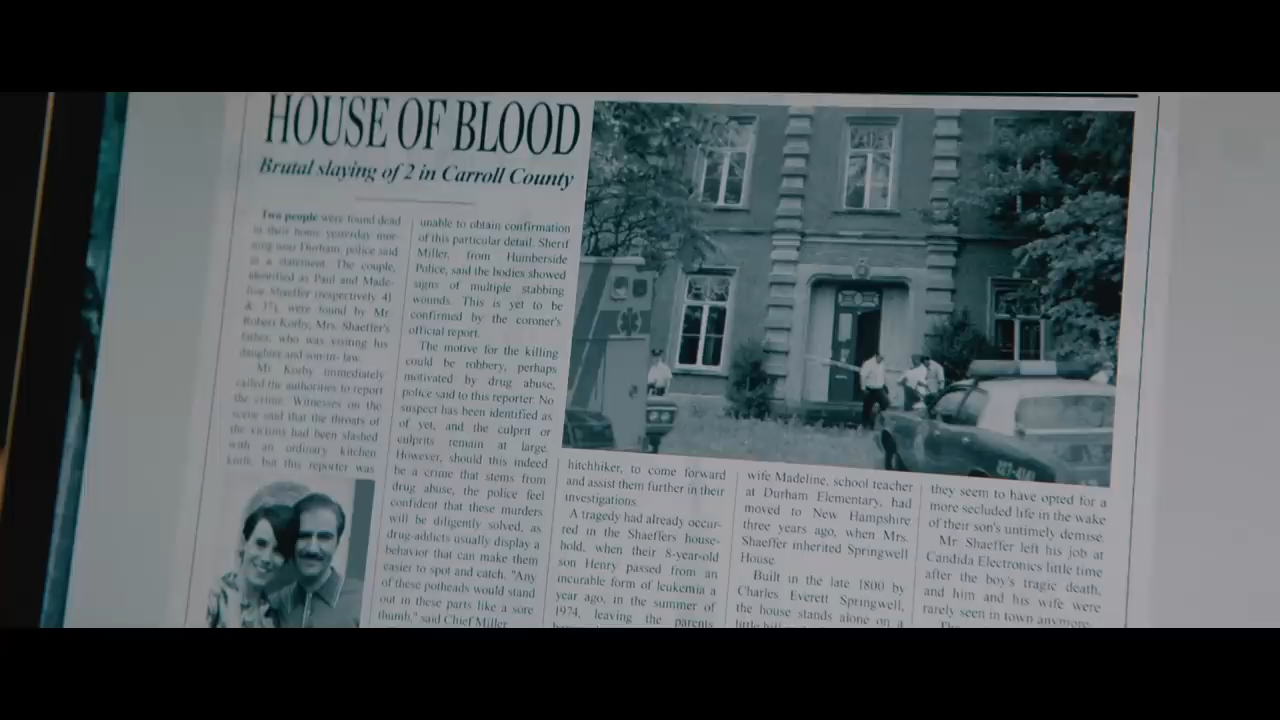 HOUSE OF BLOOD
Brutal slaying of 2 in Carroll County
Two people were found dead
in their home yesterday mor-
ning near Durham, police said
in a statement. The couple,
identified as Paul and Made-
line Shaeffer (respectively 41
& 37), were found by Mr.
Robert Korby, Mrs. Shaeffer's
father, who was visiting his
daughter and son-in- law.
Mr Korby immediately
called the authorities to report
the crime. Witnesses on the
scene said that the throats of
the victims had been slashed
with an ordinary kitchen
knife, but this reporter was
unable to obtain confirmation
of this particular detail. Sherif
Miller, from Humberside
Police, said the bodies showed
signs of multiple stabbing
wounds. This is yet to be
confirmed by the coroner's
official report.
The motive for the killing
could be robbery, perhaps
motivated by drug abuse,
police said to this reporter. No
suspect has been identified as
of yet, and the culprit or
culprits remain at large.
However, should this indeed
be a crime that stems from
drug abuse, the police feel
confident that these murders
will be diligently solved, as
drug-addicts usually display a
behavior that can make them
easier to spot and catch. "Any
of these potheads would stand
out in these parts like a sore
thumb," said Chief Miller
hitchhiker, to come forward
and assist them further in their
investigations.
A tragedy had already occur-
red in the Shaeffers house-
hold, when their 8-year-old
son Henry passed from an
incurable form of leukemia a
year ago, in the summer of
1974, leaving the parents
wife Madeline, school teacher
at Durham Elementary, had
moved to New Hampshire
three years ago, when Mrs.
Shaeffer inherited Springwell
House.
Built in the late 1800 by
Charles Everett Springwell,
the house stands alone on a
they seem to have opted for a
more secluded life in the wake
of their son's untimely demise.
Mr. Shaeffer left his job at
Candida Electronics little time
after the boy's tragic death,
and him and his wife were
rarely seen in town anymore.